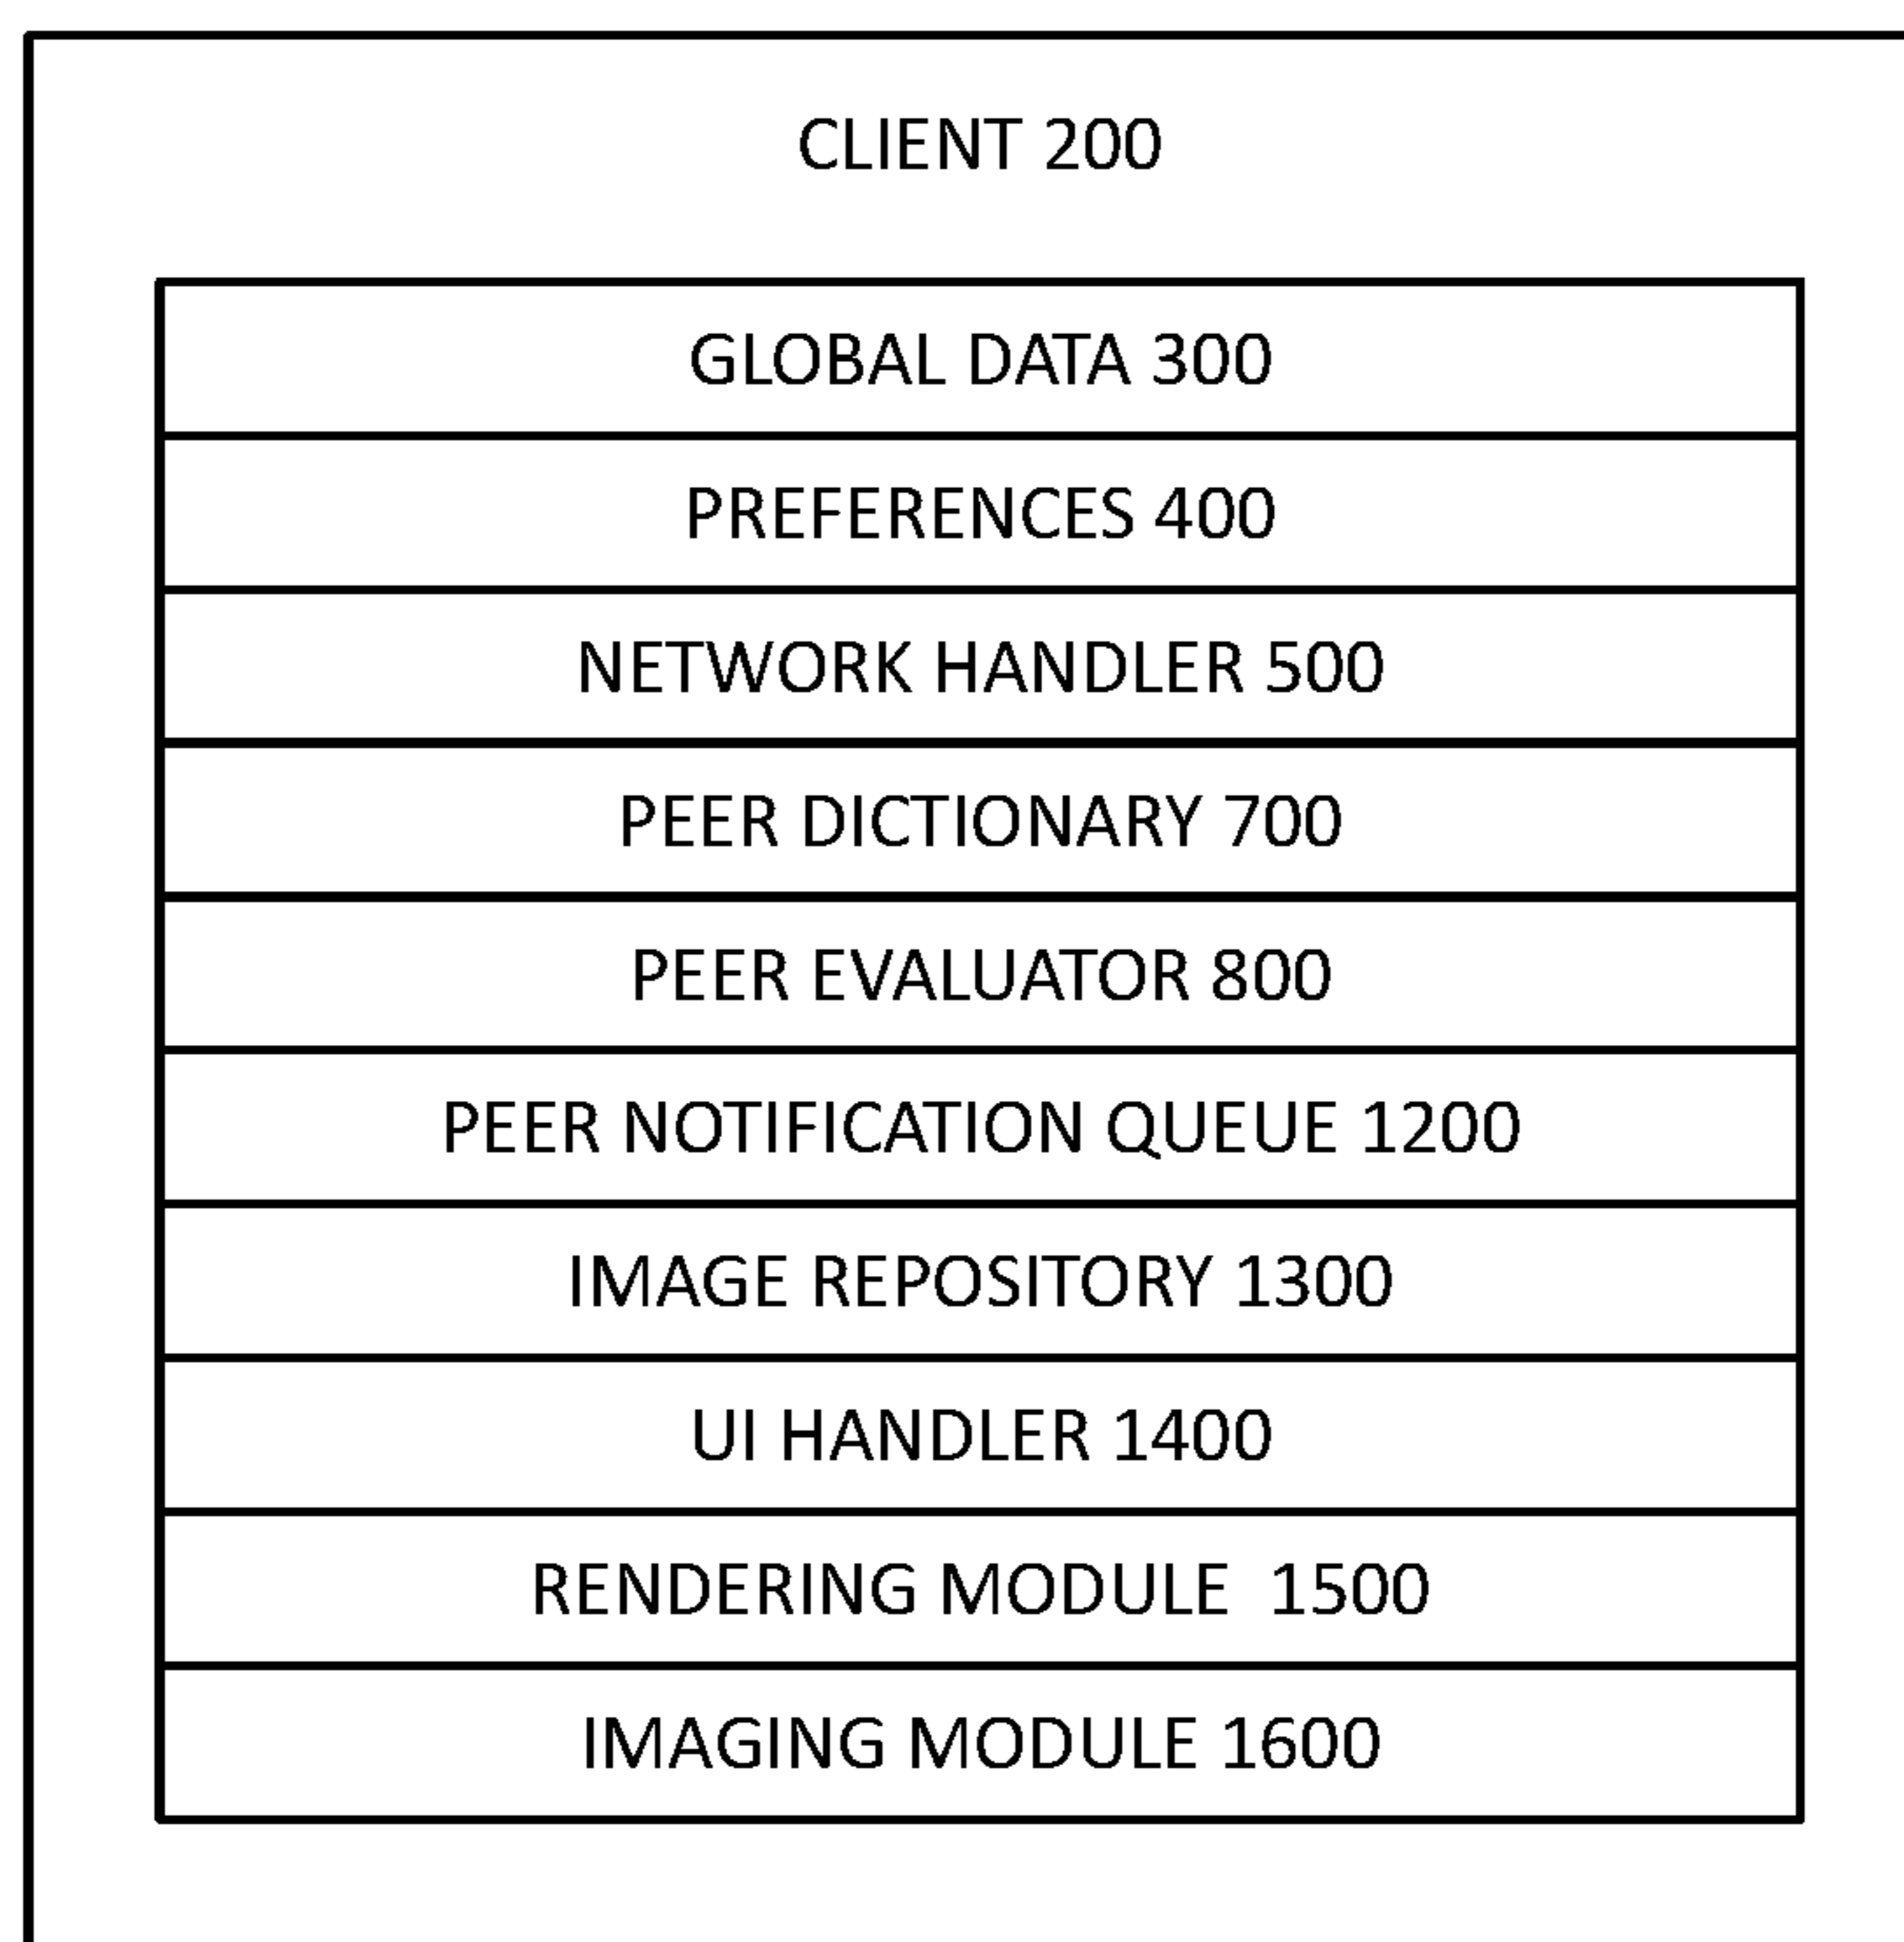 CLIENT 200
GLOBAL DATA 300
PREFERENCES 400
NETWORK HANDLER 500
PEER DICTIONARY 700
PEER EVALUATOR 800
PEER NOTIFICATION QUEUE 1200
IMAGE REPOSITORY 1300
UI HANDLER 1400
RENDERING MODULE 1500
IMAGING MODULE 1600